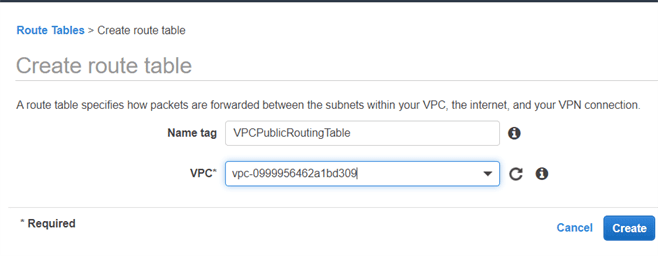 Route Tables > Create route table
Create route table
A route table specifies how packets are forwarded between the subnets within your VPC, the internet, and your VPN connection.
Name tag VPCPublicRoutingTable
VPC* vpc-0999956462a1bd309
* Required Cancel Create